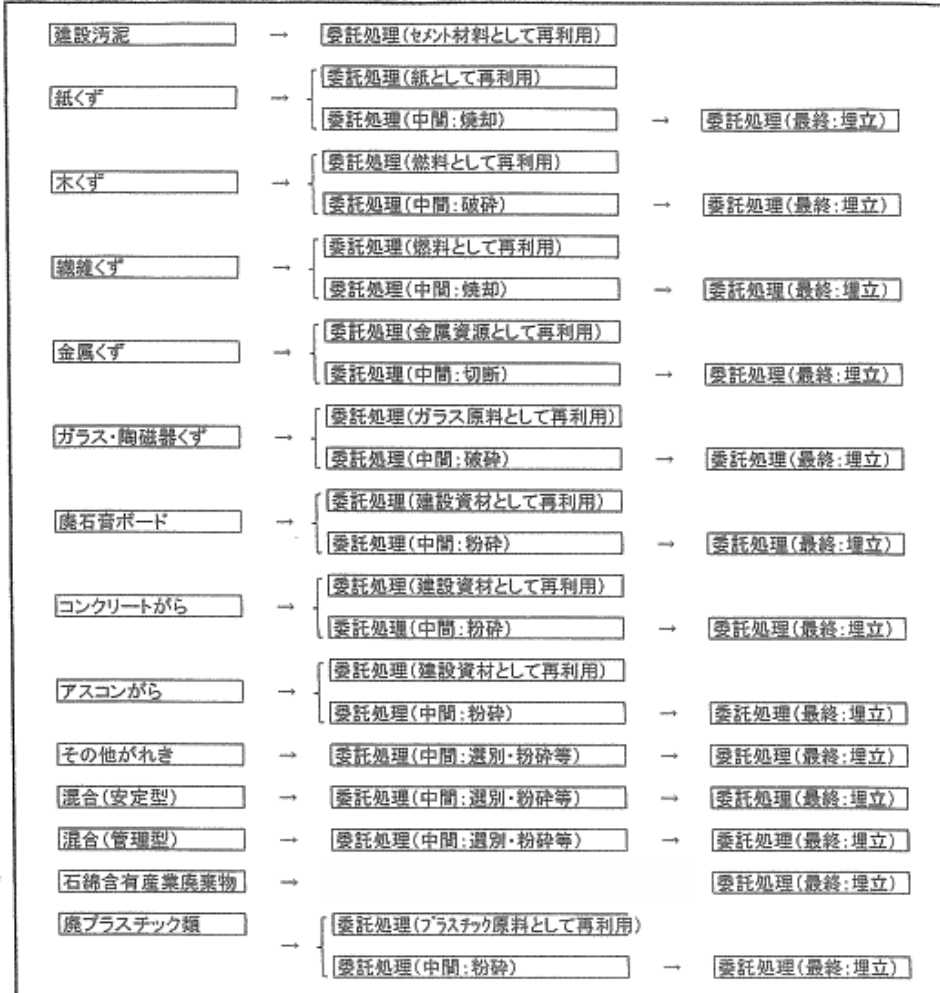 建設汚泥 → 委託処理(セメント材料として再利用)
委託処理(紙として再利用)
紙くず →
委託処理(中間:焼却) → 委託処理(最終:埋立)
委託処理(燃料として再利用)
木くず →
委託処理(中間:破砕) → 委託処理(最終:埋立)
委託処理(燃料として再利用)
繊維くず →
委託処理(中間:焼却) → 委託処理(最終:埋立)
委託処理(金属資源として再利用)
金属くず →
委託処理(中間:切断) → 委託処理(最終:埋立)
委託処理(ガラス原料として再利用)
ガラス・陶磁器くず →
委託処理(中間:破砕) → 委託処理(最終:埋立)
委託処理(建設資材として再利用)
廃石膏ボード →
委託処理(中間:粉砕) → 委託処理(最終:埋立)
委託処理(建設資材として再利用)
コンクリートがら →
委託処理(中間:粉砕) → 委託処理(最終:埋立)
委託処理(建設資材として再利用)
アスコンがら →
委託処理(中間:粉砕) → 委託処理(最終:埋立)
その他がれき → 委託処理(中間:選別・粉砕等) → 委託処理(最終:埋立)
混合(安定型) → 委託処理(中間:選別・粉砕等) → 委託処理(最終:埋立)
混合(管理型) → 委託処理(中間:選別・粉砕等) → 委託処理(最終:埋立)
石綿含有産業廃棄物 → 委託処理(最終:埋立)
廃プラスチック類 → 委託処理(プラスチック原料として再利用)
委託処理(中間:粉砕) → 委託処理(最終:埋立)